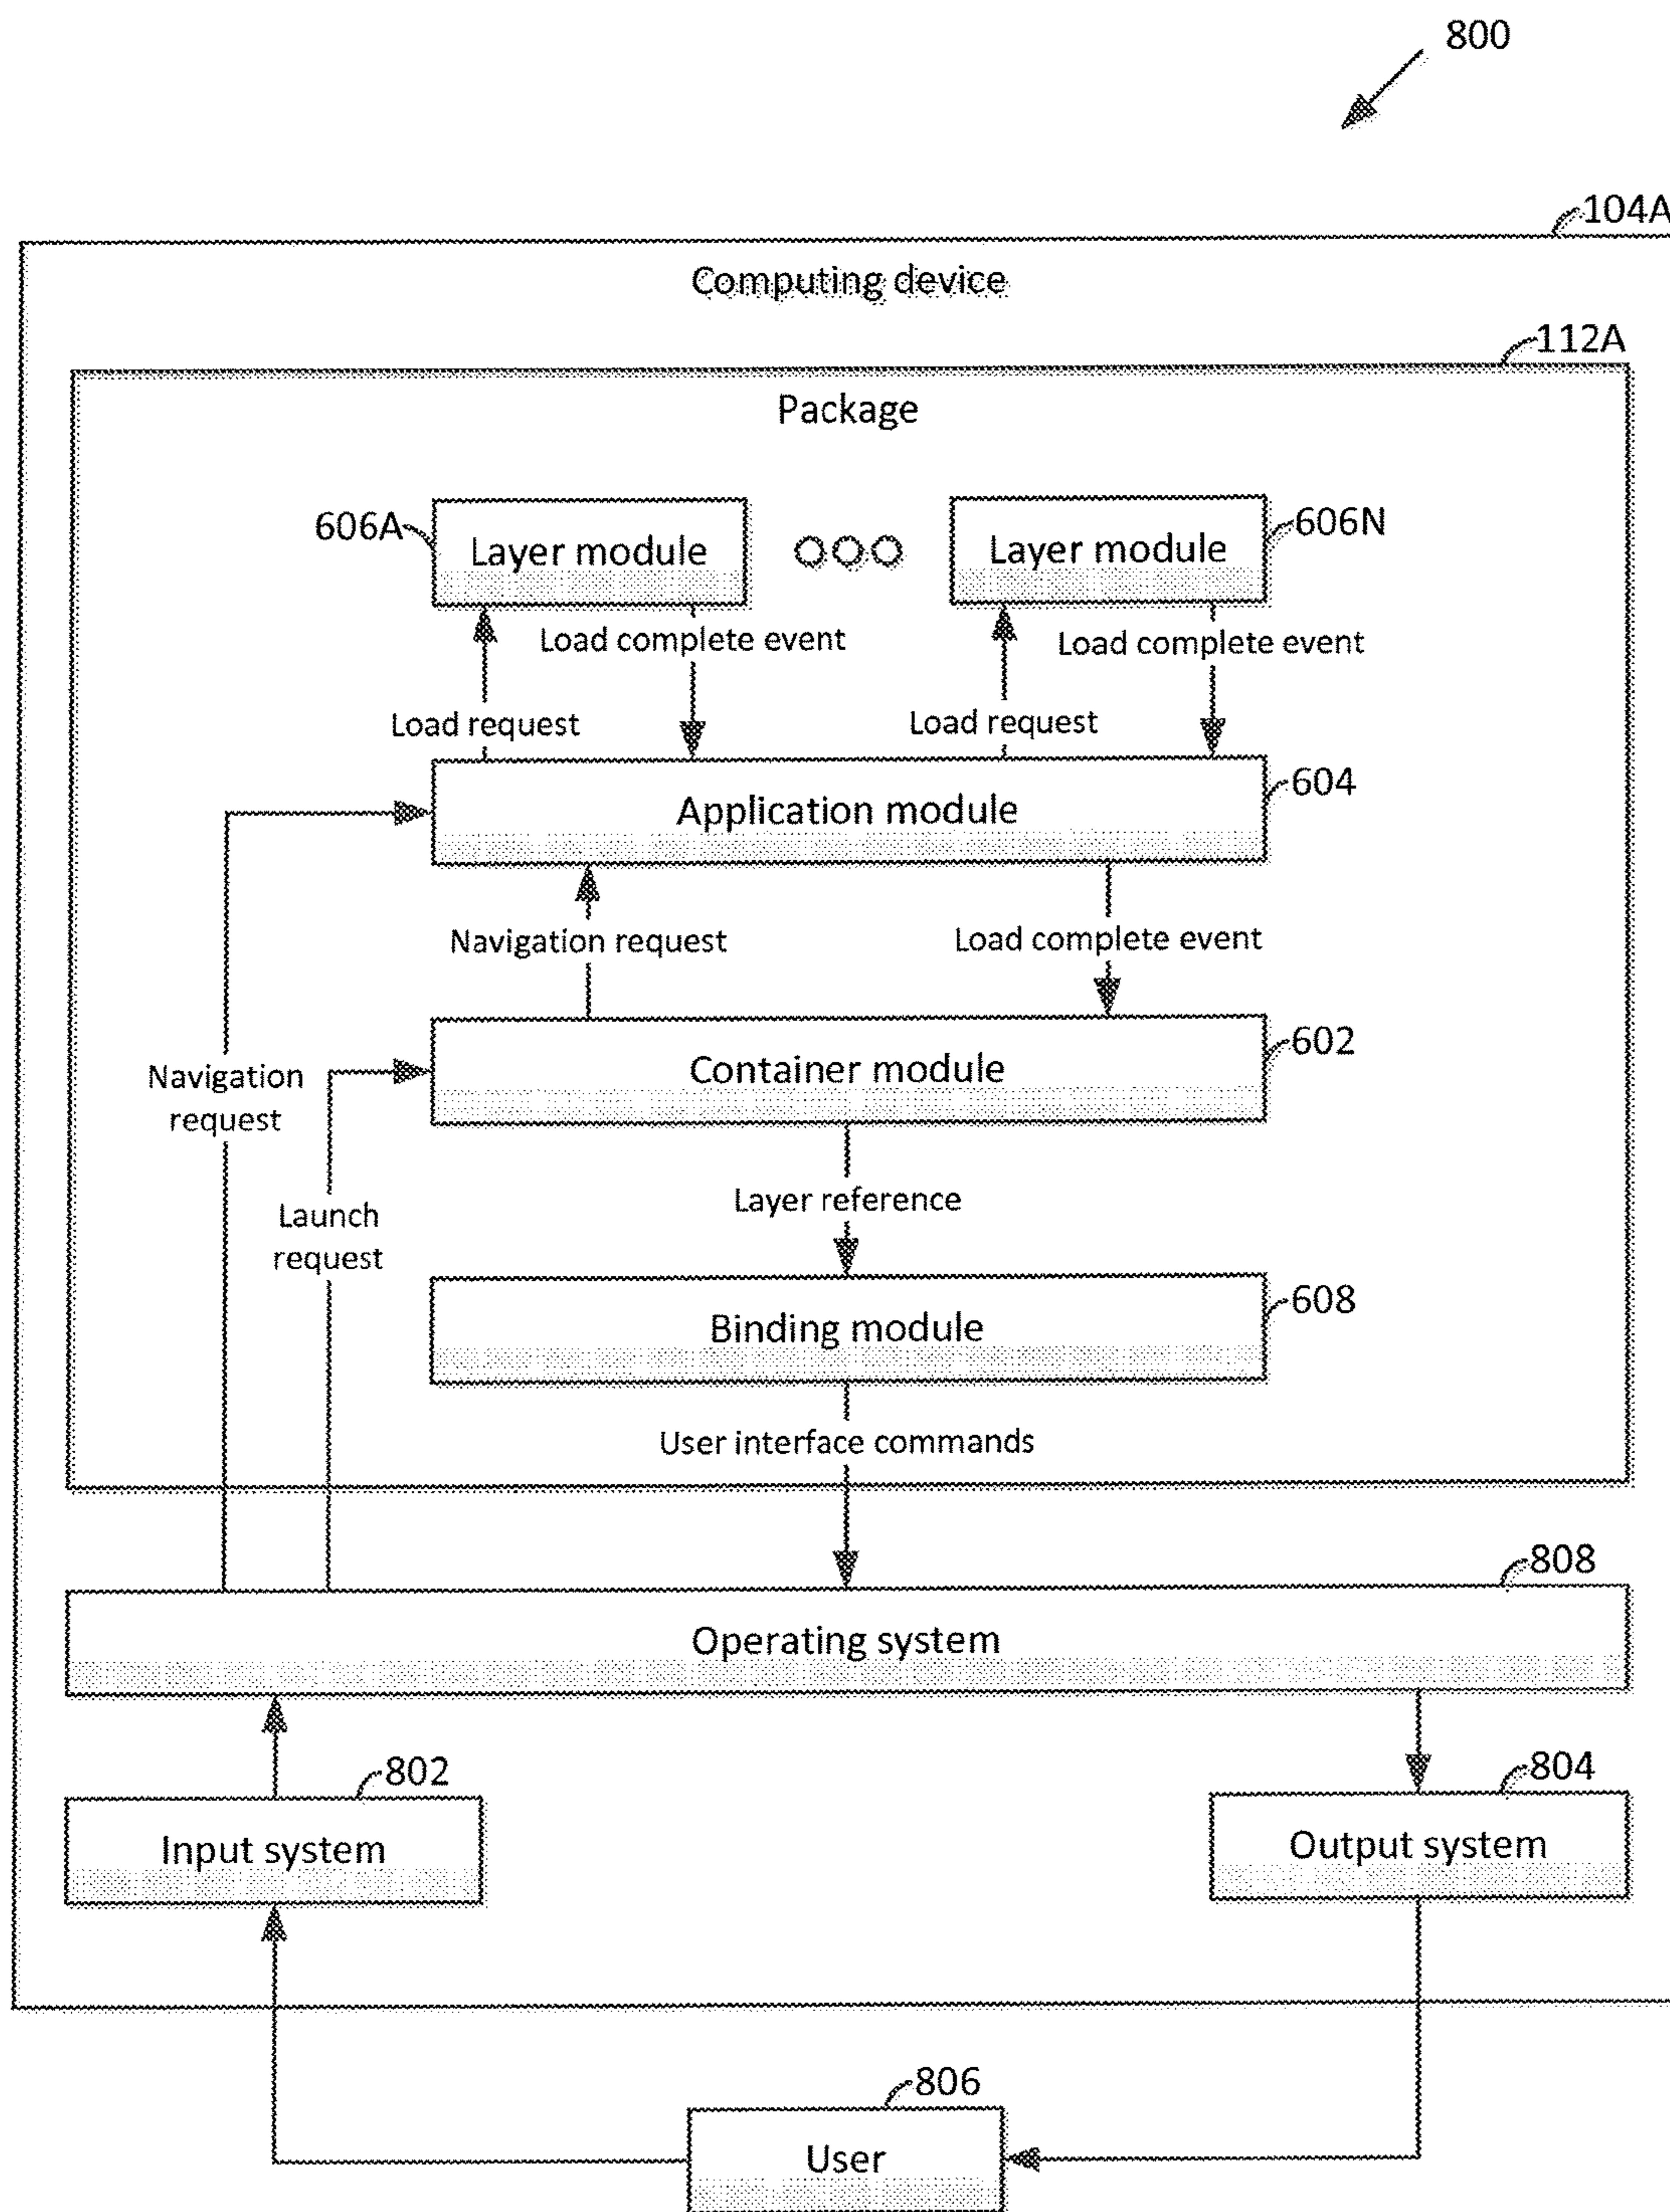 800
104A
Computing device
112A
Package
606A
Layer module
Layer module
606N
Load complete event
Load complete event
Load request
Load request
Application module
604
Navigation request
Load complete event
Container module
602
Navigation
request
Layer reference
Launch
request
Binding module
608
User interface commands
808
Operating system
802
804
Input system
Output system
806
User